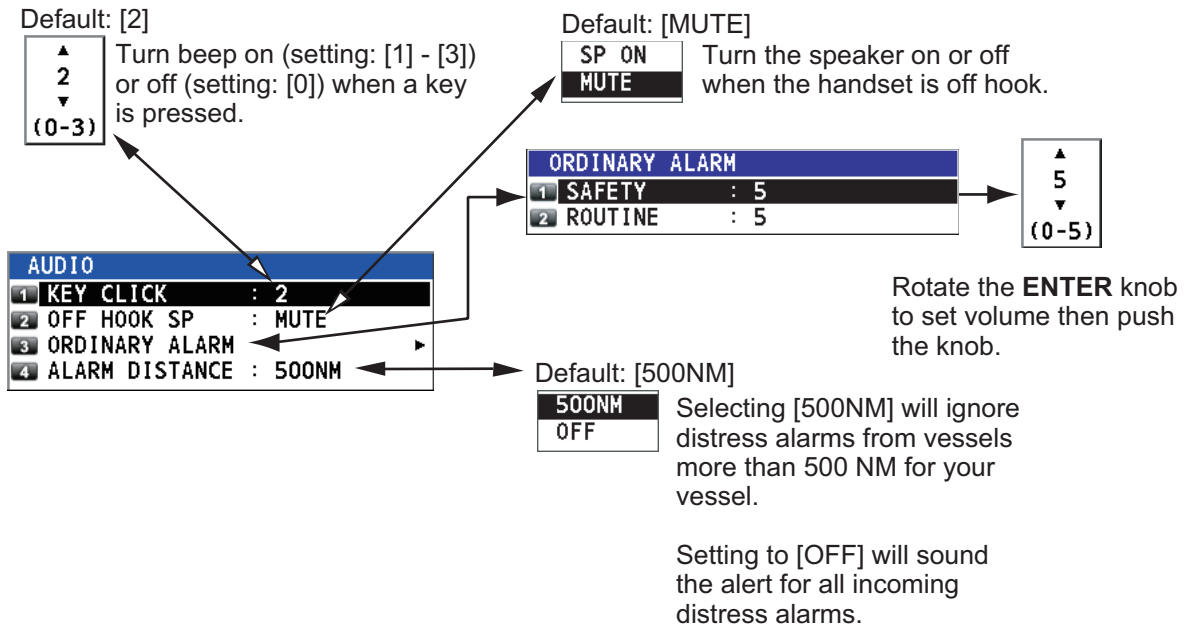 Default: [2]
▲
2
▼
(0-3)
Turn beep on (setting: [1] - [3])
or off (setting: [0]) when a key
is pressed.
Default: [MUTE]
SP ON
MUTE
Turn the speaker on or off
when the handset is off hook.
ORDINARY ALARM
1 SAFETY : 5
2 ROUTINE : 5
▲
5
▼
(0-5)
Rotate the ENTER knob
to set volume then push
the knob.
AUDIO
1 KEY CLICK : 2
2 OFF HOOK SP : MUTE
3 ORDINARY ALARM ▶
4 ALARM DISTANCE : 500NM
Default: [500NM]
500NM
OFF
Selecting [500NM] will ignore
distress alarms from vessels
more than 500 NM for your
vessel.
Setting to [OFF] will sound
the alert for all incoming
distress alarms.